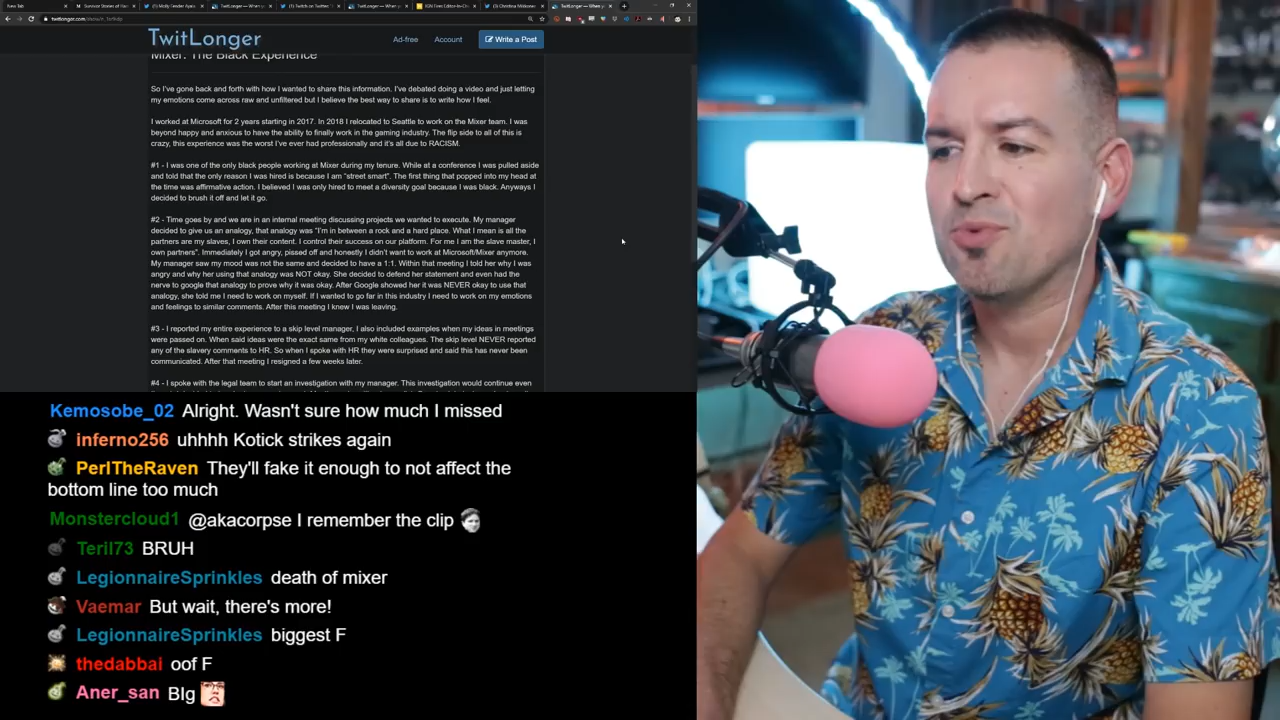 New Tab
TwitLonger — When yo
TwitLonger — When yo
TwitLonger — When yo
twitlonger.com
TwitLonger
Ad-free
Account
Write a Post
Mixer: The Black Experience
So I've gone back and forth with how I wanted to share this information. I've debated doing a video and just letting
my emotions come across raw and unfiltered but I believe the best way to share is to write how I feel.
I worked at Microsoft for 2 years starting in 2017. In 2018 I relocated to Seattle to work on the Mixer team. I was
beyond happy and anxious to have the ability to finally work in the gaming industry. The flip side to all of this is
crazy, this experience was the worst I've ever had professionally and it's all due to RACISM.
#1 - I was one of the only black people working at Mixer during my tenure. While at a conference I was pulled aside
and told that the only reason I was hired is because I am "street smart". The first thing that popped into my head at
the time was affirmative action. I believed I was only hired to meet a diversity goal because I was black. Anyways I
decided to brush it off and let it go.
#2 - Time goes by and we are in an internal meeting discussing projects we wanted to execute. My manager
decided to give us an analogy, that analogy was "I'm in between a rock and a hard place. What I mean is all the
partners are my slaves, I own their content. I control their success on our platform. For me I am the slave master, I
own partners". Immediately I got angry, pissed off and honestly I didn't want to work at Microsoft/Mixer anymore.
My manager saw my mood was not the same and decided to have a 1:1. Within that meeting I told her why I was
angry and why her using that analogy was NOT okay. She decided to defend her statement and even had the
nerve to google that analogy to prove why it was okay. After Google showed her it was NEVER okay to use that
analogy, she told me I need to work on myself. If I wanted to go far in this industry I need to work on my emotions
and feelings to similar comments. After this meeting I knew I was leaving.
#3 - I reported my entire experience to a skip level manager, I also included examples when my ideas in meetings
were passed on. When said ideas were the exact same from my white colleagues. The skip level NEVER reported
any of the slavery comments to HR. So when I spoke with HR they were surprised and said this has never been
communicated. After that meeting I resigned a few weeks later.
#4 - I spoke with the legal team to start an investigation with my manager. This investigation would continue even
Kemosobe_02 Alright. Wasn't sure how much I missed
inferno256 uhhhh Kotick strikes again
PerlTheRaven They'll fake it enough to not affect the
bottom line too much
Monstercloud1 @akacorpse I remember the clip
Teril73 BRUH
LegionnaireSprinkles death of mixer
Vaemar But wait, there's more!
LegionnaireSprinkles biggest F
thedabbai oof F
Aner_san BIg